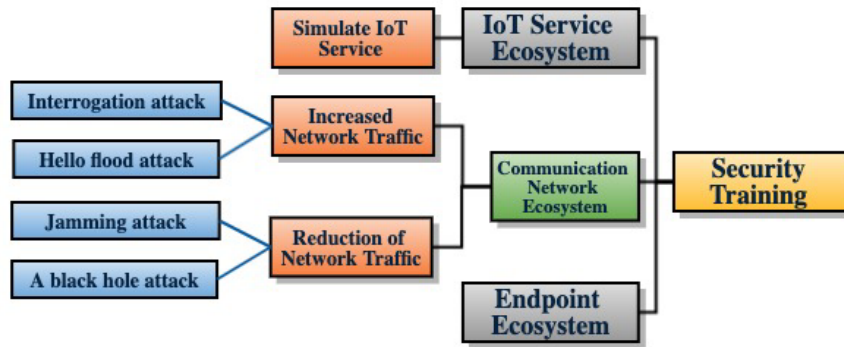 Simulate IoT
Service
IoT Service
Ecosystem
Interrogation attack
Increased
Network Traffic
Hello flood attack
Communication
Network
Ecosystem
Security
Training
Jamming attack
Reduction of
Network Traffic
A black hole attack
Endpoint
Ecosystem